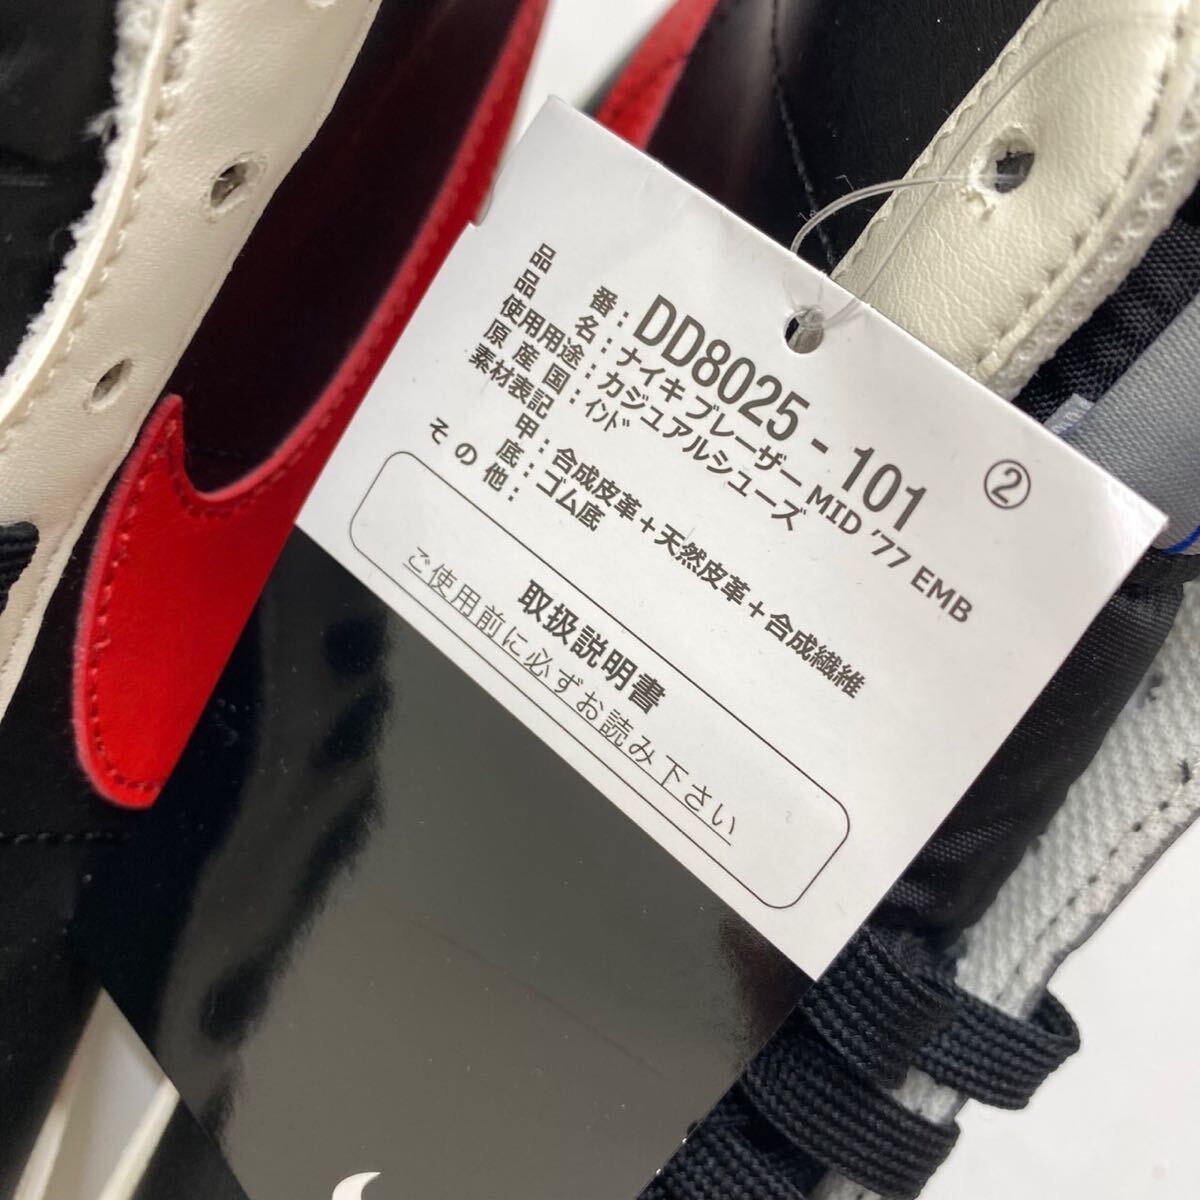 ②
品番：DD8025-101
品名：ナイキ ブレーザー MID '77 EMB
使用用途：カジュアルシューズ
原産国：インド
素材表記
甲：合成皮革＋天然皮革＋合成繊維
底：ゴム底
その他：
取扱説明書
ご使用前に必ずお読み下さい